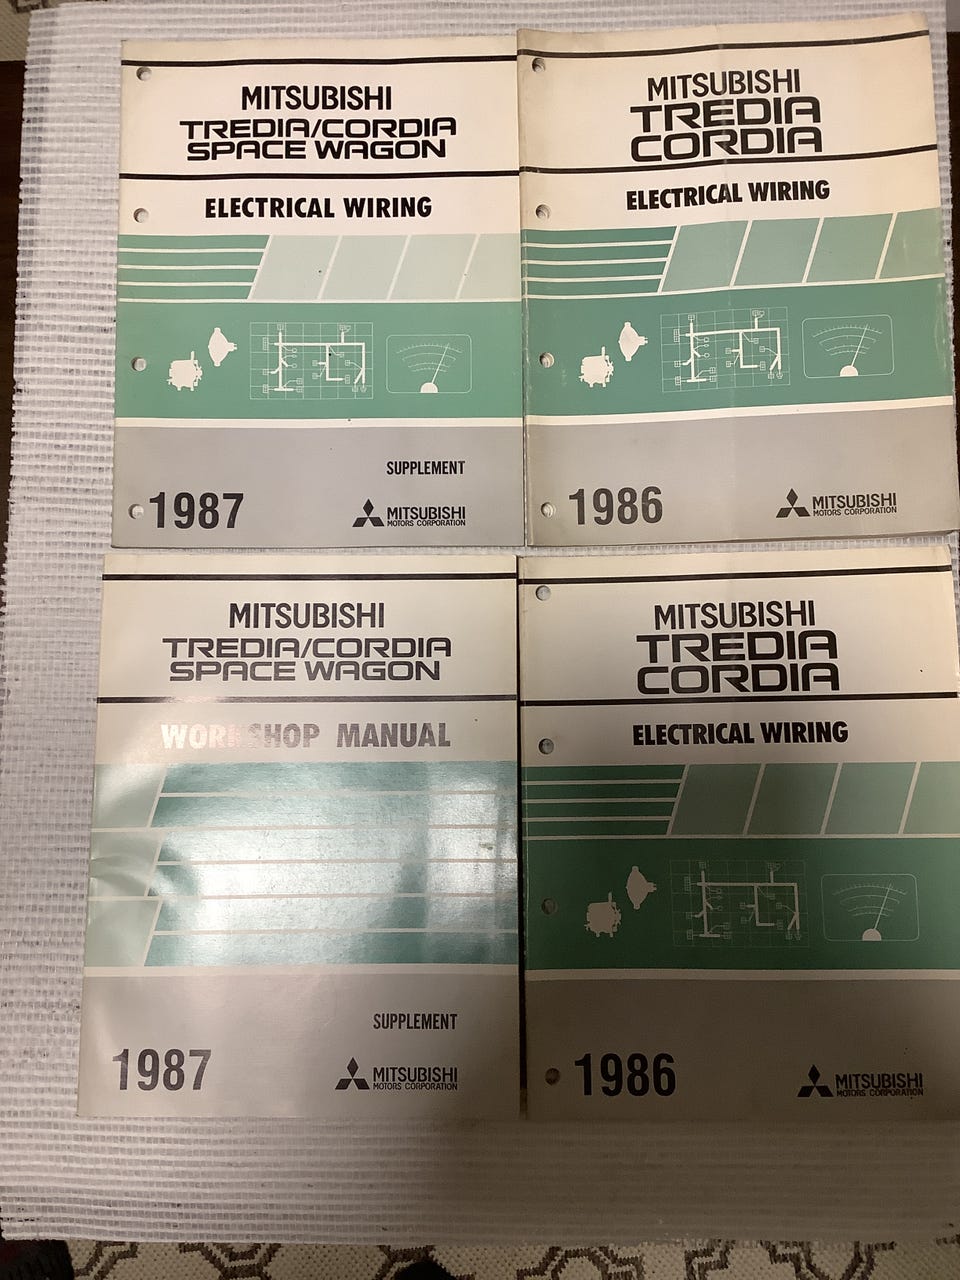 MITSUBISHI
TREDIA/CORDIA
SPACE WAGON
ELECTRICAL WIRING
SUPPLEMENT
1987
MITSUBISHI
MOTORS CORPORATION
MITSUBISHI
TREDIA
CORDIA
ELECTRICAL WIRING
1986
MITSUBISHI
MOTORS CORPORATION
MITSUBISHI
TREDIA/CORDIA
SPACE WAGON
WORKSHOP MANUAL
SUPPLEMENT
1987
MITSUBISHI
MOTORS CORPORATION
MITSUBISHI
TREDIA
CORDIA
ELECTRICAL WIRING
1986
MITSUBISHI
MOTORS CORPORATION